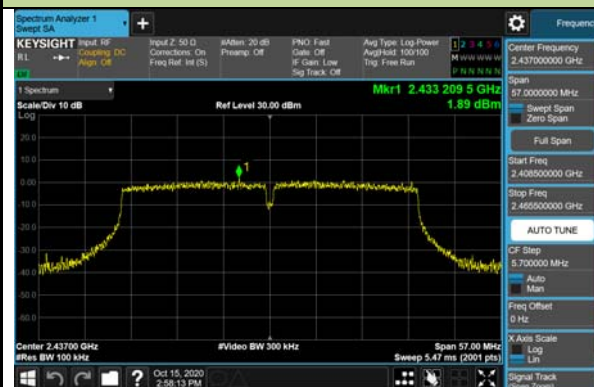 Spectrum Analyzer 1
Swept SA
Frequenc
KEYSIGHT
RL
Input: RF
Coupling: DC
Align: Off
Input Z: 50 Ω
Corrections: On
Freq Ref: Int (S)
#Atten: 20 dB
Preamp: Off
PNO: Fast
Gate: Off
IF Gain: Low
Sig Track: Off
Avg Type: Log-Power
Avg|Hold: 100/100
Trig: Free Run
1 2 3 4 5 6
M W W W W W
P N N N N N
1 Spectrum
Scale/Div 10 dB
Ref Level 30.00 dBm
Mkr1 2.433 209 5 GHz
1.89 dBm
Log
20.0
10.0
0.00
-10.0
-20.0
-30.0
-40.0
-50.0
-60.0
1
Center 2.43700 GHz
#Video BW 300 kHz
Span 57.00 MHz
#Res BW 100 kHz
Sweep 5.47 ms (2001 pts)
Oct 15, 2020
2:58:13 PM
Center Frequency
2.437000000 GHz
Span
57.0000000 MHz
Swept Span
Zero Span
Full Span
Start Freq
2.408500000 GHz
Stop Freq
2.465500000 GHz
AUTO TUNE
CF Step
5.700000 MHz
Auto
Man
Freq Offset
0 Hz
X Axis Scale
Log
Lin
Signal Track
(Span Zoom)